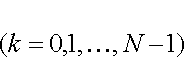 (k = 0,1,…, N −1)